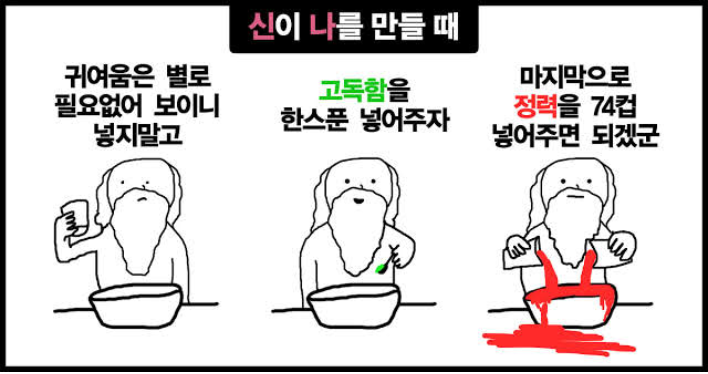 신이 나를 만들 때
귀여움은 별로
필요없어 보이니
넣지말고
고독함을
한스푼 넣어주자
마지막으로
정력을 74컵
넣어주면 되겠군